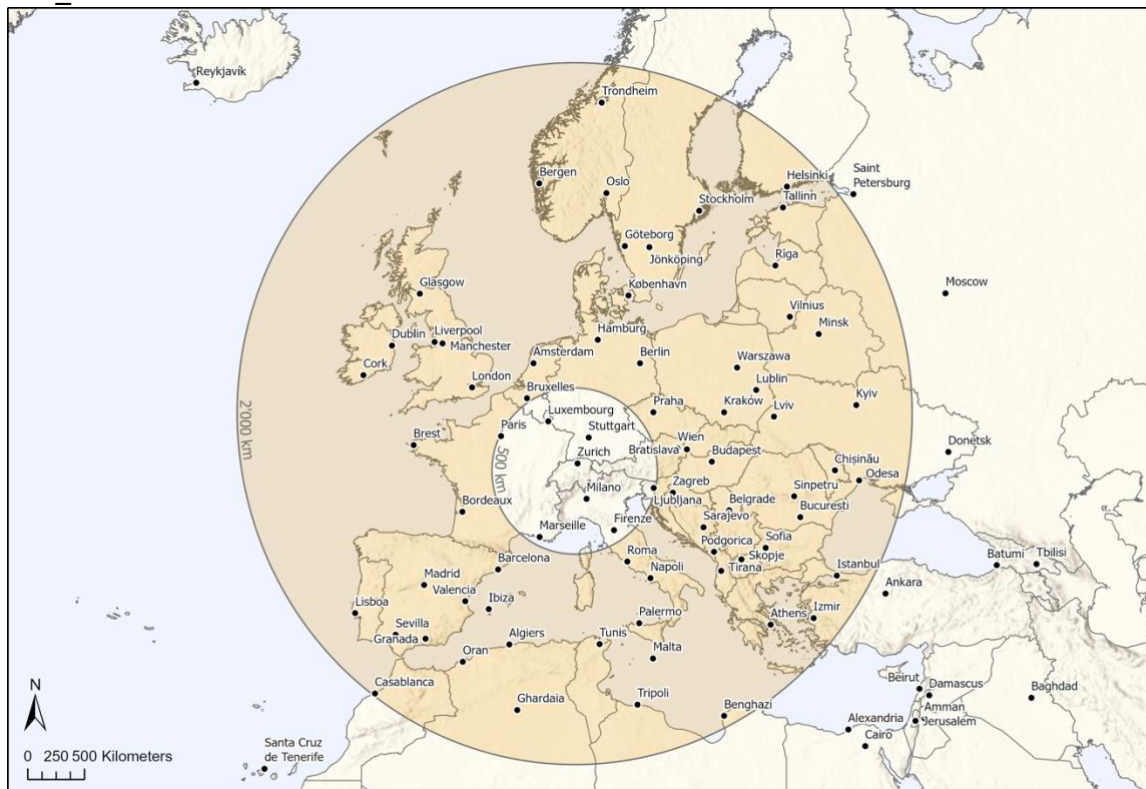 Reykjavík
Trondheim
Bergen
Oslo
Helsinki
Saint
Petersburg
Tallinn
Stockholm
Göteborg
Jönköping
Rīga
København
Moscow
Glasgow
Vilnius
Minsk
Hamburg
Dublin
Liverpool
Manchester
Amsterdam
Berlin
Warszawa
Cork
London
Lublin
Bruxelles
Kyiv
Praha
Kraków
Lviv
Luxembourg
2'000 km
Paris
Stuttgart
Brest
Wien
Donetsk
500 km
Zurich
Bratislava
Budapest
Chișinău
Odesa
Milano
Zagreb
Ljubljana
Sinpetru
Belgrade
Bordeaux
Bucuresti
Marseille
Firenze
Sarajevo
Sofia
Podgorica
Skopje
Roma
Barcelona
Tirana
Istanbul
Batumi
Tbilisi
Madrid
Napoli
Ankara
Valencia
Ibiza
Lisboa
Palermo
Athens
Izmir
Sevilla
Granada
Algiers
Tunis
Malta
Oran
Beirut
Damascus
Casablanca
Baghdad
Ghardaia
Tripoli
Benghazi
Amman
Alexandria
Jerusalem
Cairo
N
Santa Cruz
de Tenerife
0 250 500 Kilometers